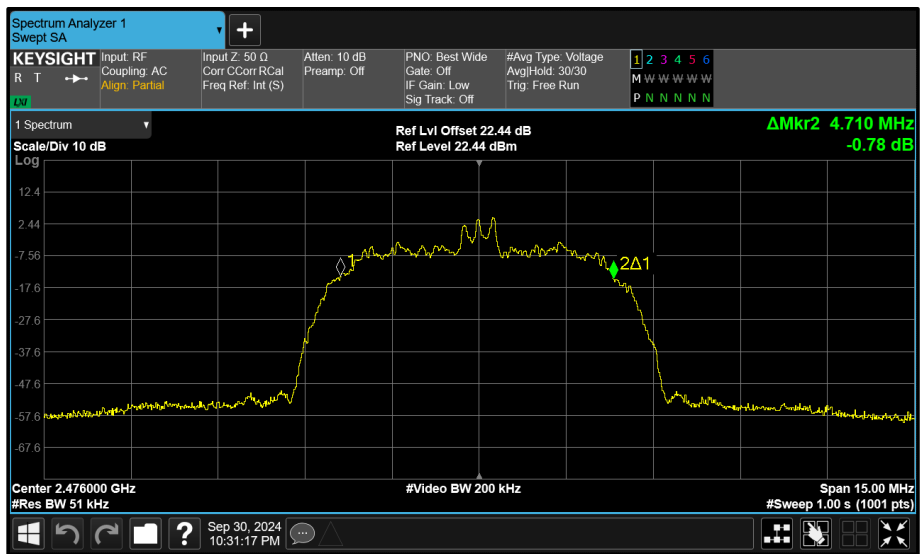 Spectrum Analyzer 1
Swept SA
▼
+
KEYSIGHT
R T
LXI
Input: RF
Coupling: AC
Align: Partial
Input Z: 50 Ω
Corr CCorr RCal
Freq Ref: Int (S)
Atten: 10 dB
Preamp: Off
PNO: Best Wide
Gate: Off
IF Gain: Low
Sig Track: Off
#Avg Type: Voltage
Avg|Hold: 30/30
Trig: Free Run
1 2 3 4 5 6
M W W W W W
P N N N N N
1 Spectrum ▼
Scale/Div 10 dB
Log
Ref Lvl Offset 22.44 dB
Ref Level 22.44 dBm
ΔMkr2 4.710 MHz
-0.78 dB
12.4
2.44
-7.56
-17.6
-27.6
-37.6
-47.6
-57.6
-67.6
1
2Δ1
Center 2.476000 GHz
#Res BW 51 kHz
#Video BW 200 kHz
Span 15.00 MHz
#Sweep 1.00 s (1001 pts)
?
Sep 30, 2024
10:31:17 PM